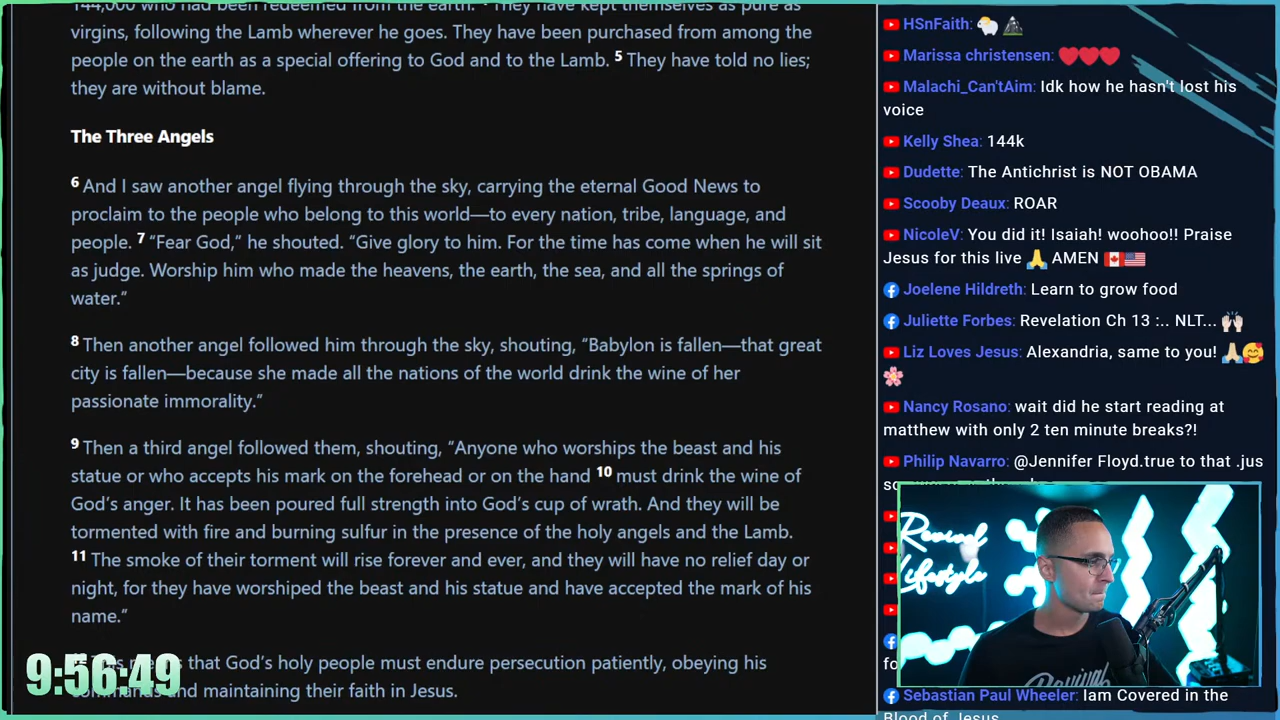 144,000 who had been redeemed from the earth. They have kept themselves as pure as
virgins, following the Lamb wherever he goes. They have been purchased from among the
people on the earth as a special offering to God and to the Lamb. 5 They have told no lies;
they are without blame.
The Three Angels
6 And I saw another angel flying through the sky, carrying the eternal Good News to
proclaim to the people who belong to this world—to every nation, tribe, language, and
people. 7 “Fear God,” he shouted. “Give glory to him. For the time has come when he will sit
as judge. Worship him who made the heavens, the earth, the sea, and all the springs of
water.”
8 Then another angel followed him through the sky, shouting, “Babylon is fallen—that great
city is fallen—because she made all the nations of the world drink the wine of her
passionate immorality.”
9 Then a third angel followed them, shouting, “Anyone who worships the beast and his
statue or who accepts his mark on the forehead or on the hand 10 must drink the wine of
God’s anger. It has been poured full strength into God’s cup of wrath. And they will be
tormented with fire and burning sulfur in the presence of the holy angels and the Lamb.
11 The smoke of their torment will rise forever and ever, and they will have no relief day or
night, for they have worshiped the beast and his statue and have accepted the mark of his
name.”
that God’s holy people must endure persecution patiently, obeying his
and maintaining their faith in Jesus.
9:56:49
HSnFaith: 🐑 ⛰️
Marissa christensen: ❤️❤️❤️
Malachi_Can'tAim: Idk how he hasn't lost his
voice
Kelly Shea: 144k
Dudette: The Antichrist is NOT OBAMA
Scooby Deaux: ROAR
NicoleV: You did it! Isaiah! woohoo!! Praise
Jesus for this live 🙏 AMEN 🇨🇦🇺🇸
Joelene Hildreth: Learn to grow food
Juliette Forbes: Revelation Ch 13 :.. NLT... 🙌🏻
Liz Loves Jesus: Alexandria, same to you! 🙏🏻🥰
🌸
Nancy Rosano: wait did he start reading at
matthew with only 2 ten minute breaks?!
Philip Navarro: @Jennifer Floyd.true to that .jus
Revival
Lifestyle
Revival
Sebastian Paul Wheeler: Iam Covered in the
Blood of Jesus